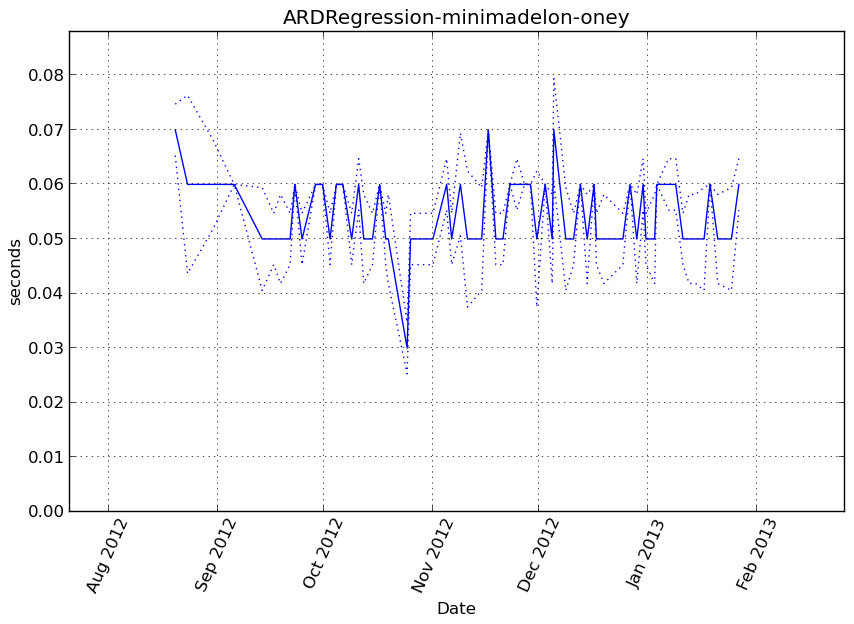 ARDRegression-minimadelon-oney
0.08
0.07
0.06
0.05
0.04
0.03
0.02
0.01
0.00
seconds
Aug 2012
Sep 2012
Oct 2012
Nov 2012
Dec 2012
Jan 2013
Feb 2013
Date